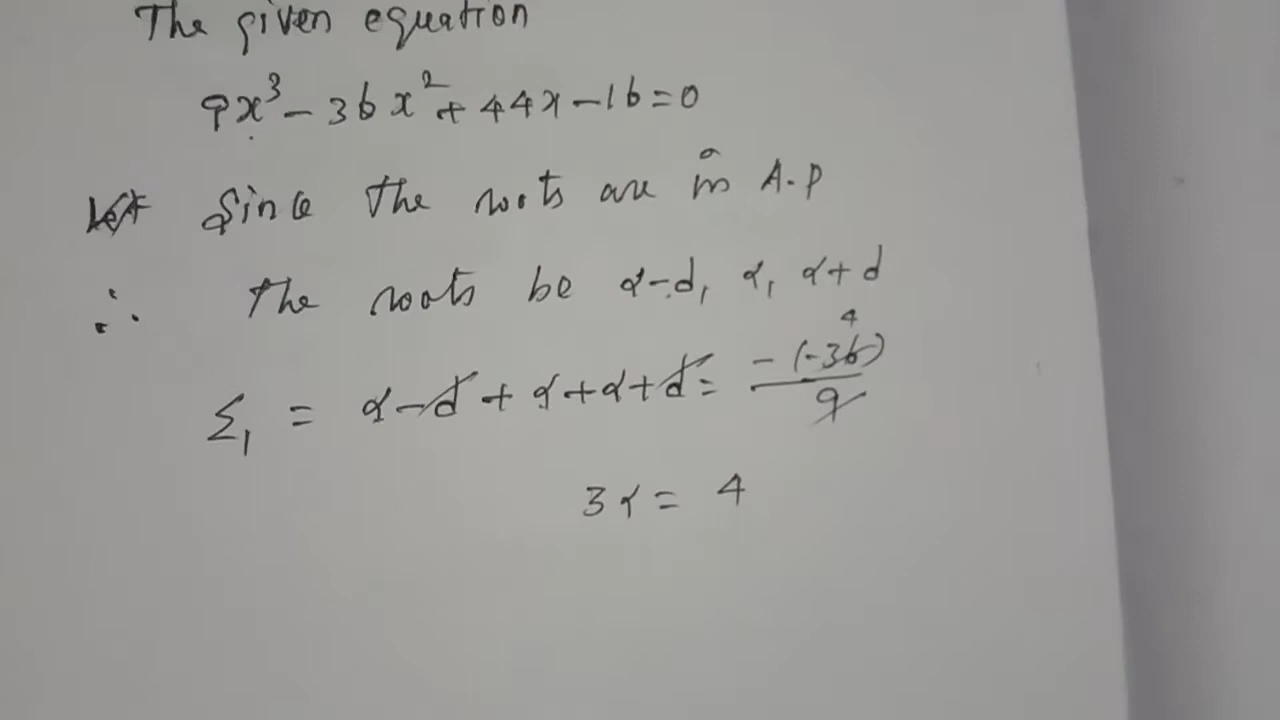 The given equation
9x³ - 36x² + 44x - 16 = 0
Since the roots are in A.P
∴ The roots be α-d, α, α+d
Σ₁ = α-d + α + α + d = -(-36)/9 4
3α = 4